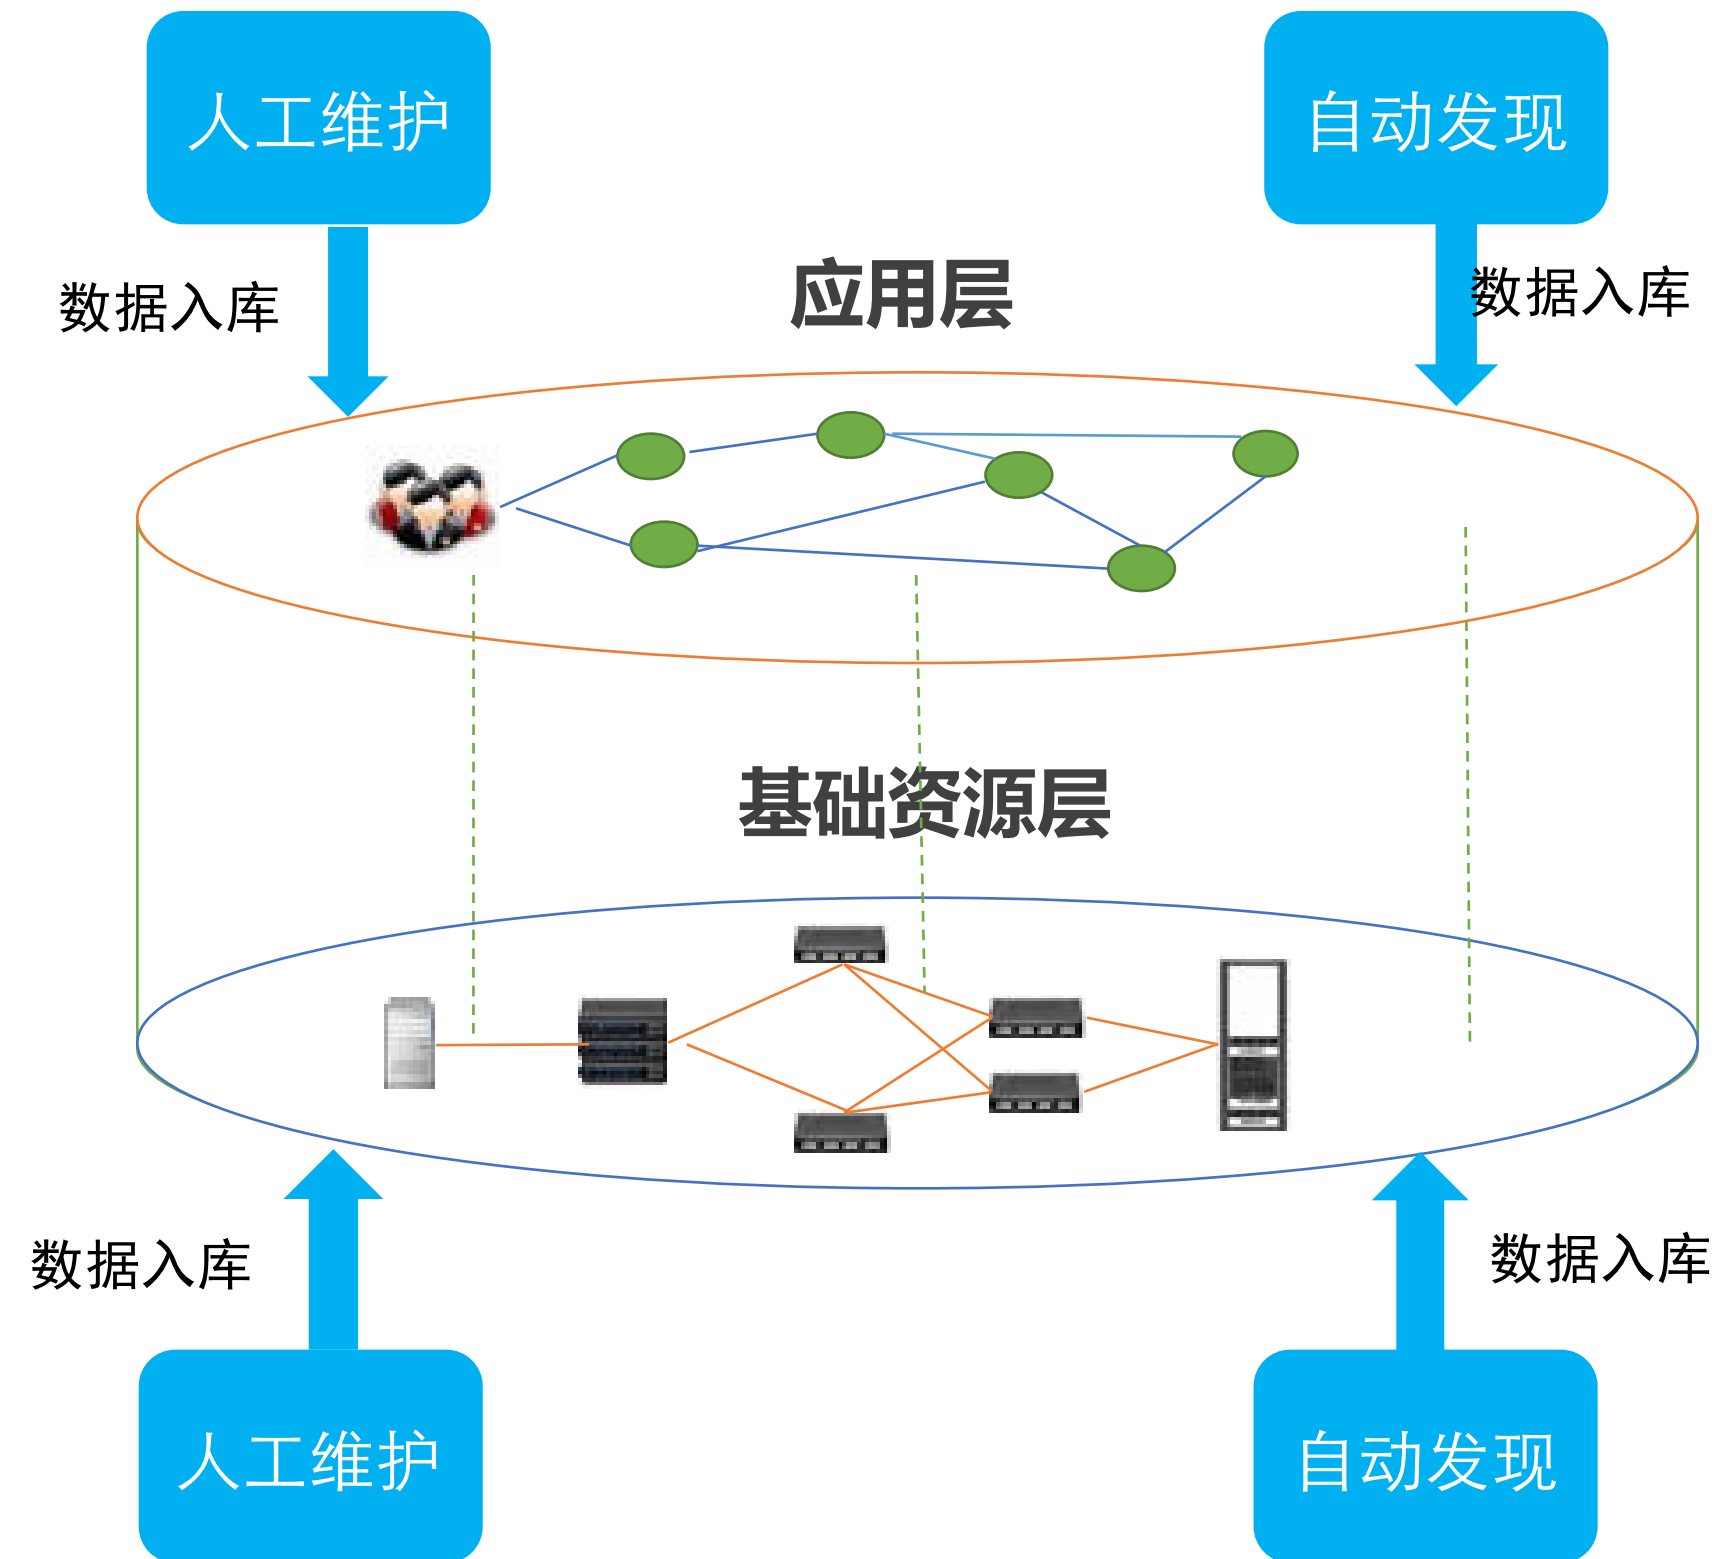 人工维护
自动发现
应用层
数据入库
数据入库
基础资源层
数据入库
数据入库
人工维护
自动发现